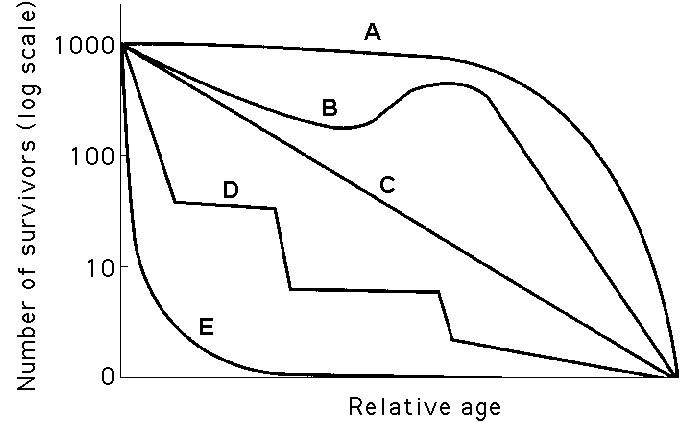 Number of survivors (log scale)
1000
100
10
0
A
B
C
D
E
Relative age